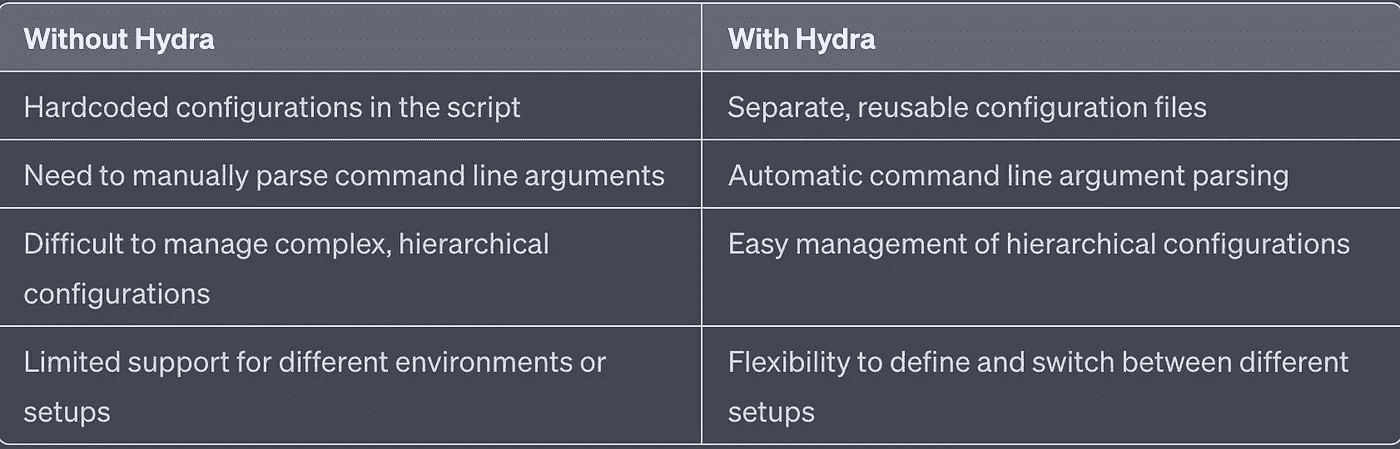 Without Hydra
With Hydra
Hardcoded configurations in the script
Separate, reusable configuration files
Need to manually parse command line arguments
Automatic command line argument parsing
Difficult to manage complex, hierarchical
configurations
Easy management of hierarchical configurations
Limited support for different environments or
setups
Flexibility to define and switch between different
setups